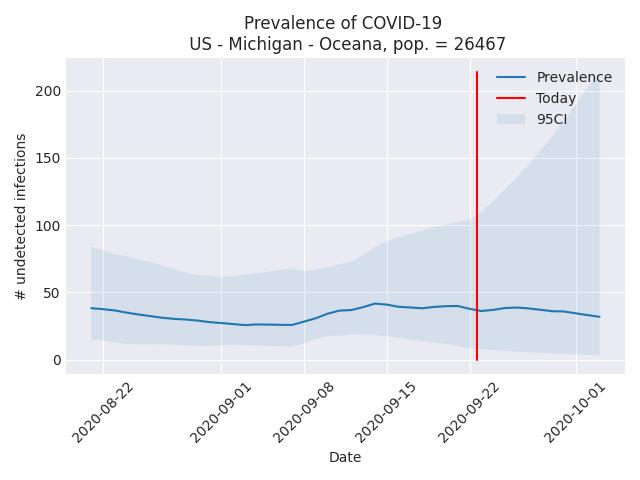 Prevalence of COVID-19
US - Michigan - Oceana, pop. = 26467
Prevalence
Today
95CI
# undetected infections
200
150
100
50
0
2020-08-22
2020-09-01
2020-09-08
2020-09-15
2020-09-22
2020-10-01
Date